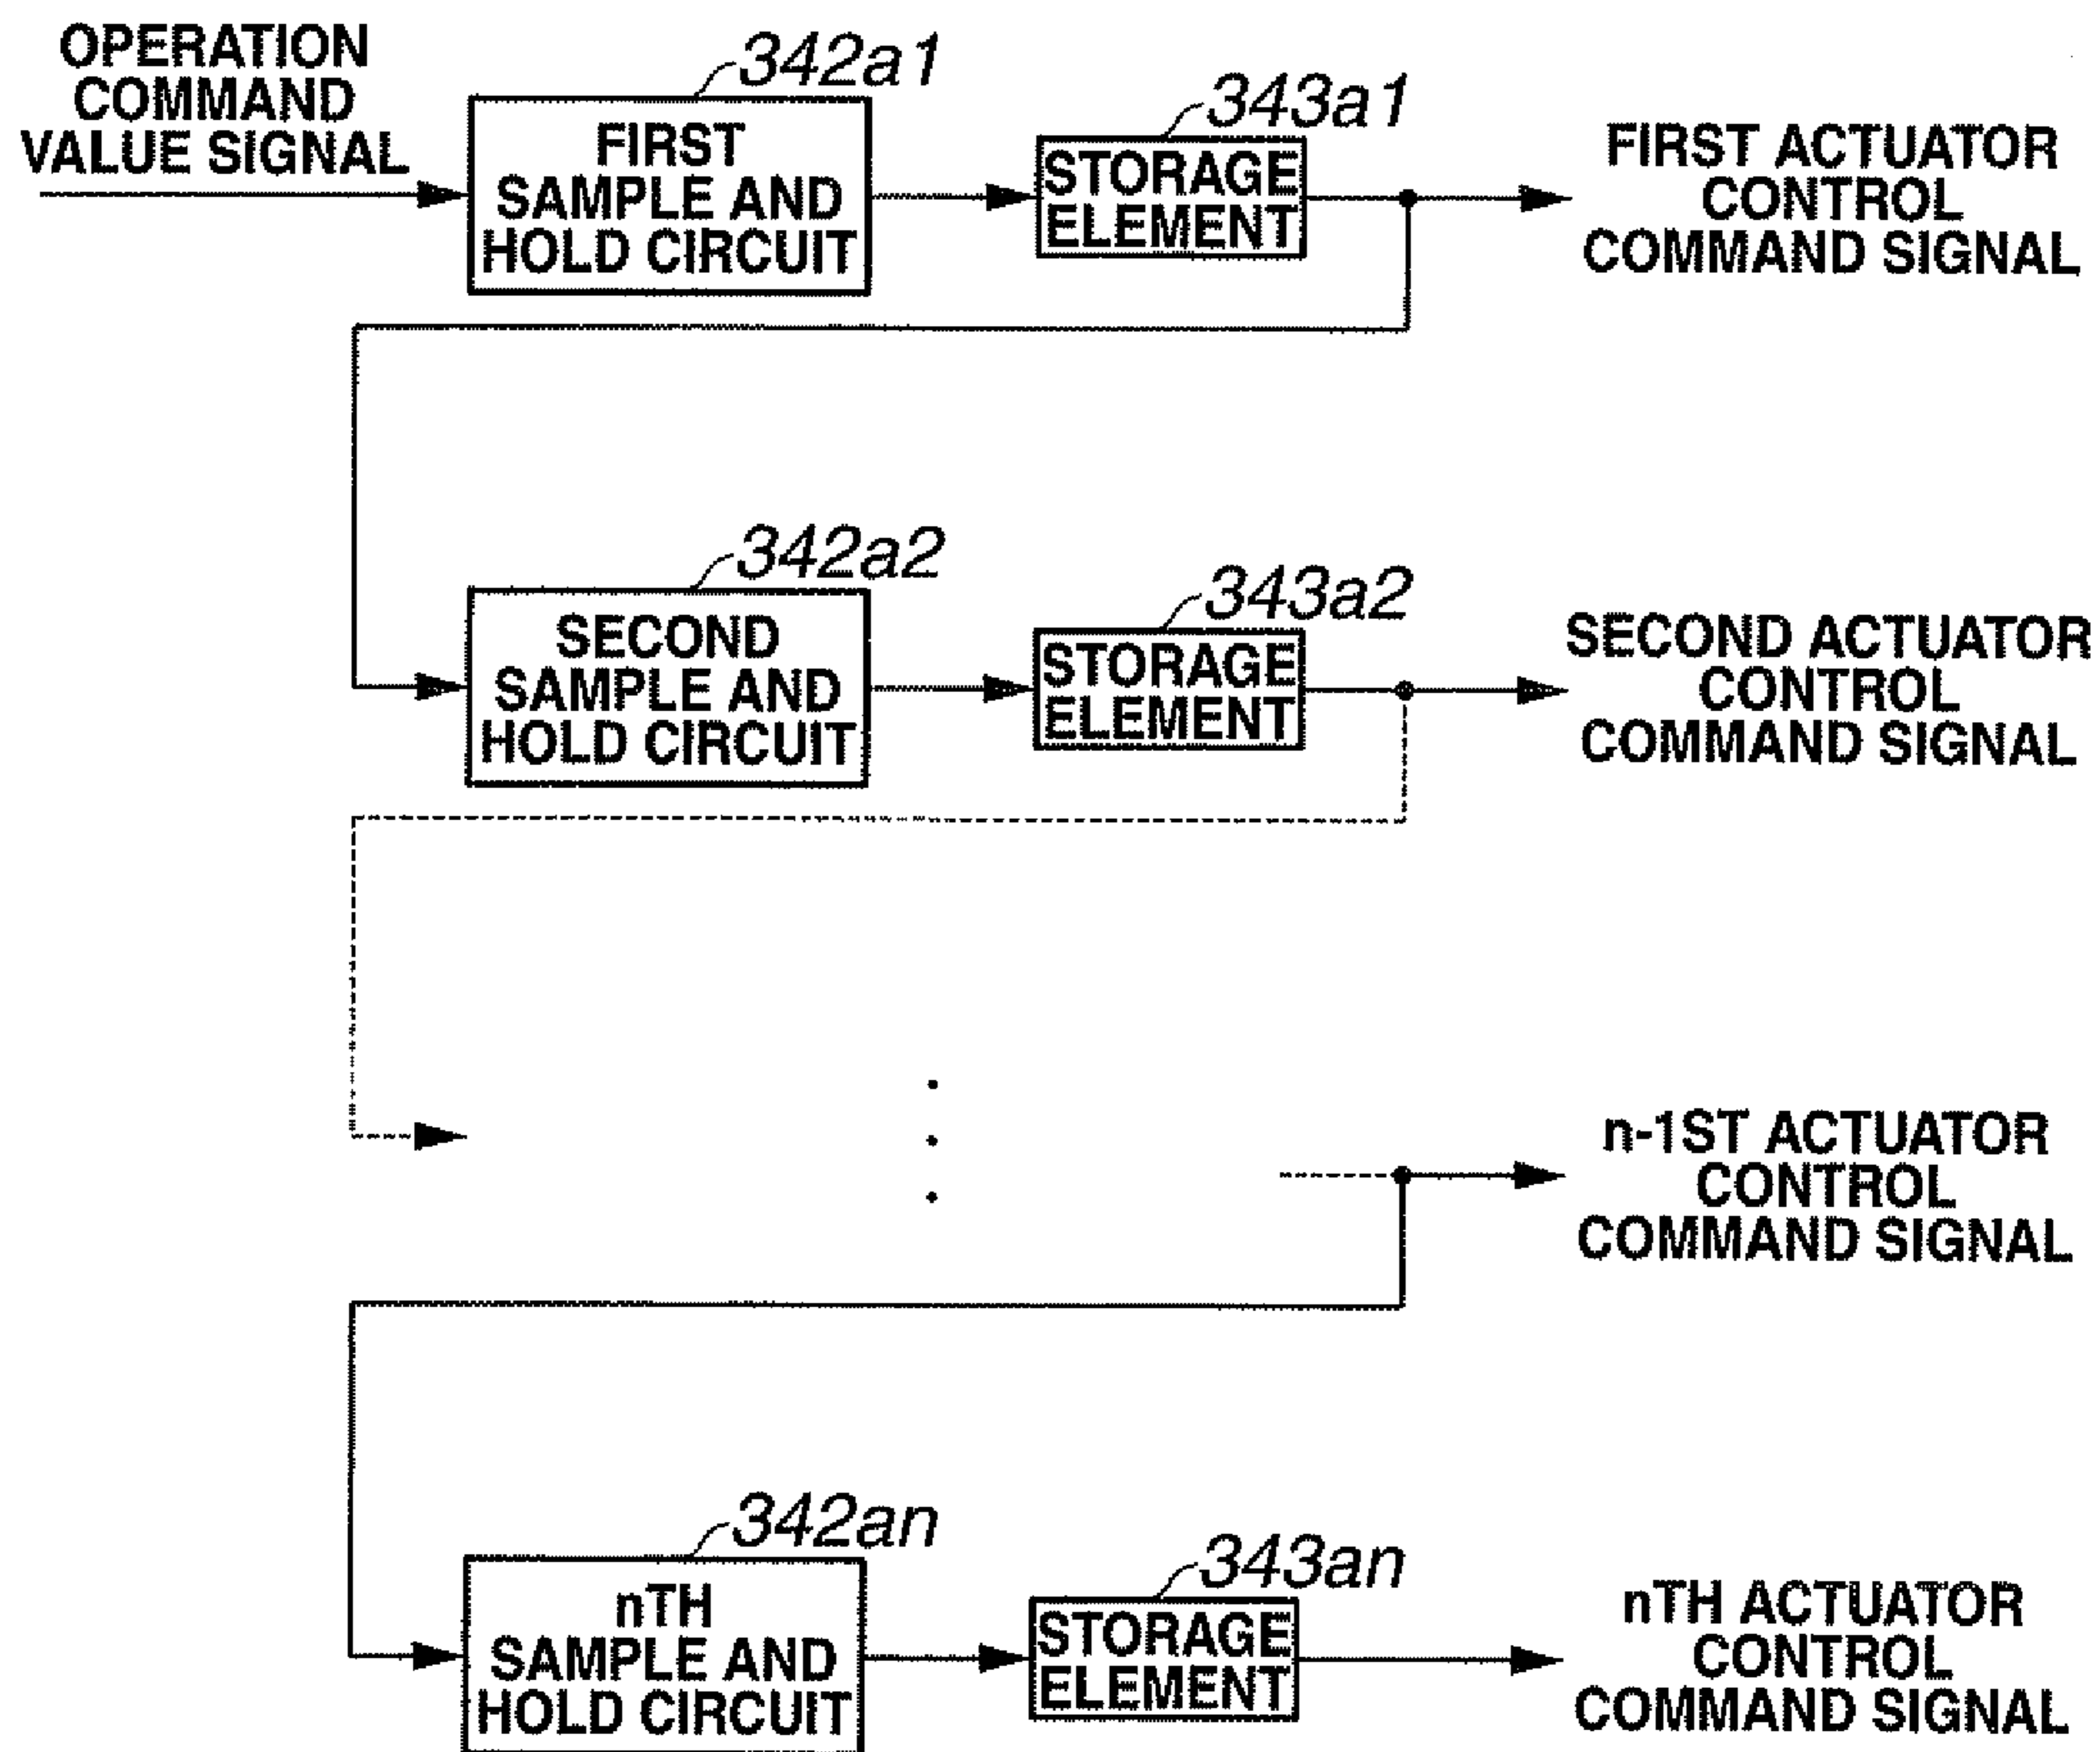 OPERATION
COMMAND
VALUE SIGNAL
342a1
FIRST
SAMPLE AND
HOLD CIRCUIT
343a1
STORAGE
ELEMENT
FIRST ACTUATOR
CONTROL
COMMAND SIGNAL
342a2
SECOND
SAMPLE AND
HOLD CIRCUIT
343a2
STORAGE
ELEMENT
SECOND ACTUATOR
CONTROL
COMMAND SIGNAL
n-1ST ACTUATOR
CONTROL
COMMAND SIGNAL
342an
nTH
SAMPLE AND
HOLD CIRCUIT
343an
STORAGE
ELEMENT
nTH ACTUATOR
CONTROL
COMMAND SIGNAL